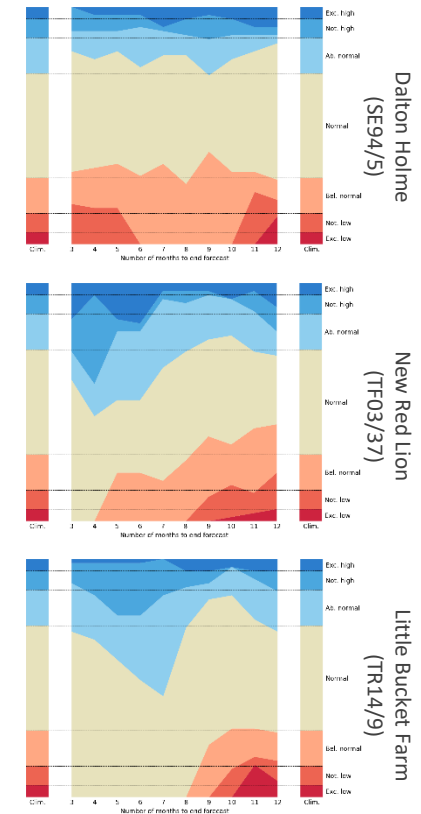 Exc. high
Not. high
Ab. normal
Normal
Bel. normal
Not. low
Exc. low
Clim. 3 4 5 6 7 8 9 10 11 12 Clim.
Number of months to end forecast
Dalton Holme
(SE94/5)
Exc. high
Not. high
Ab. normal
Normal
Bel. normal
Not. low
Exc. low
Clim. 3 4 5 6 7 8 9 10 11 12 Clim.
Number of months to end forecast
New Red Lion
(TF03/37)
Exc. high
Not. high
Ab. normal
Normal
Bel. normal
Not. low
Exc. low
Clim. 3 4 5 6 7 8 9 10 11 12 Clim.
Number of months to end forecast
Little Bucket Farm
(TR14/9)